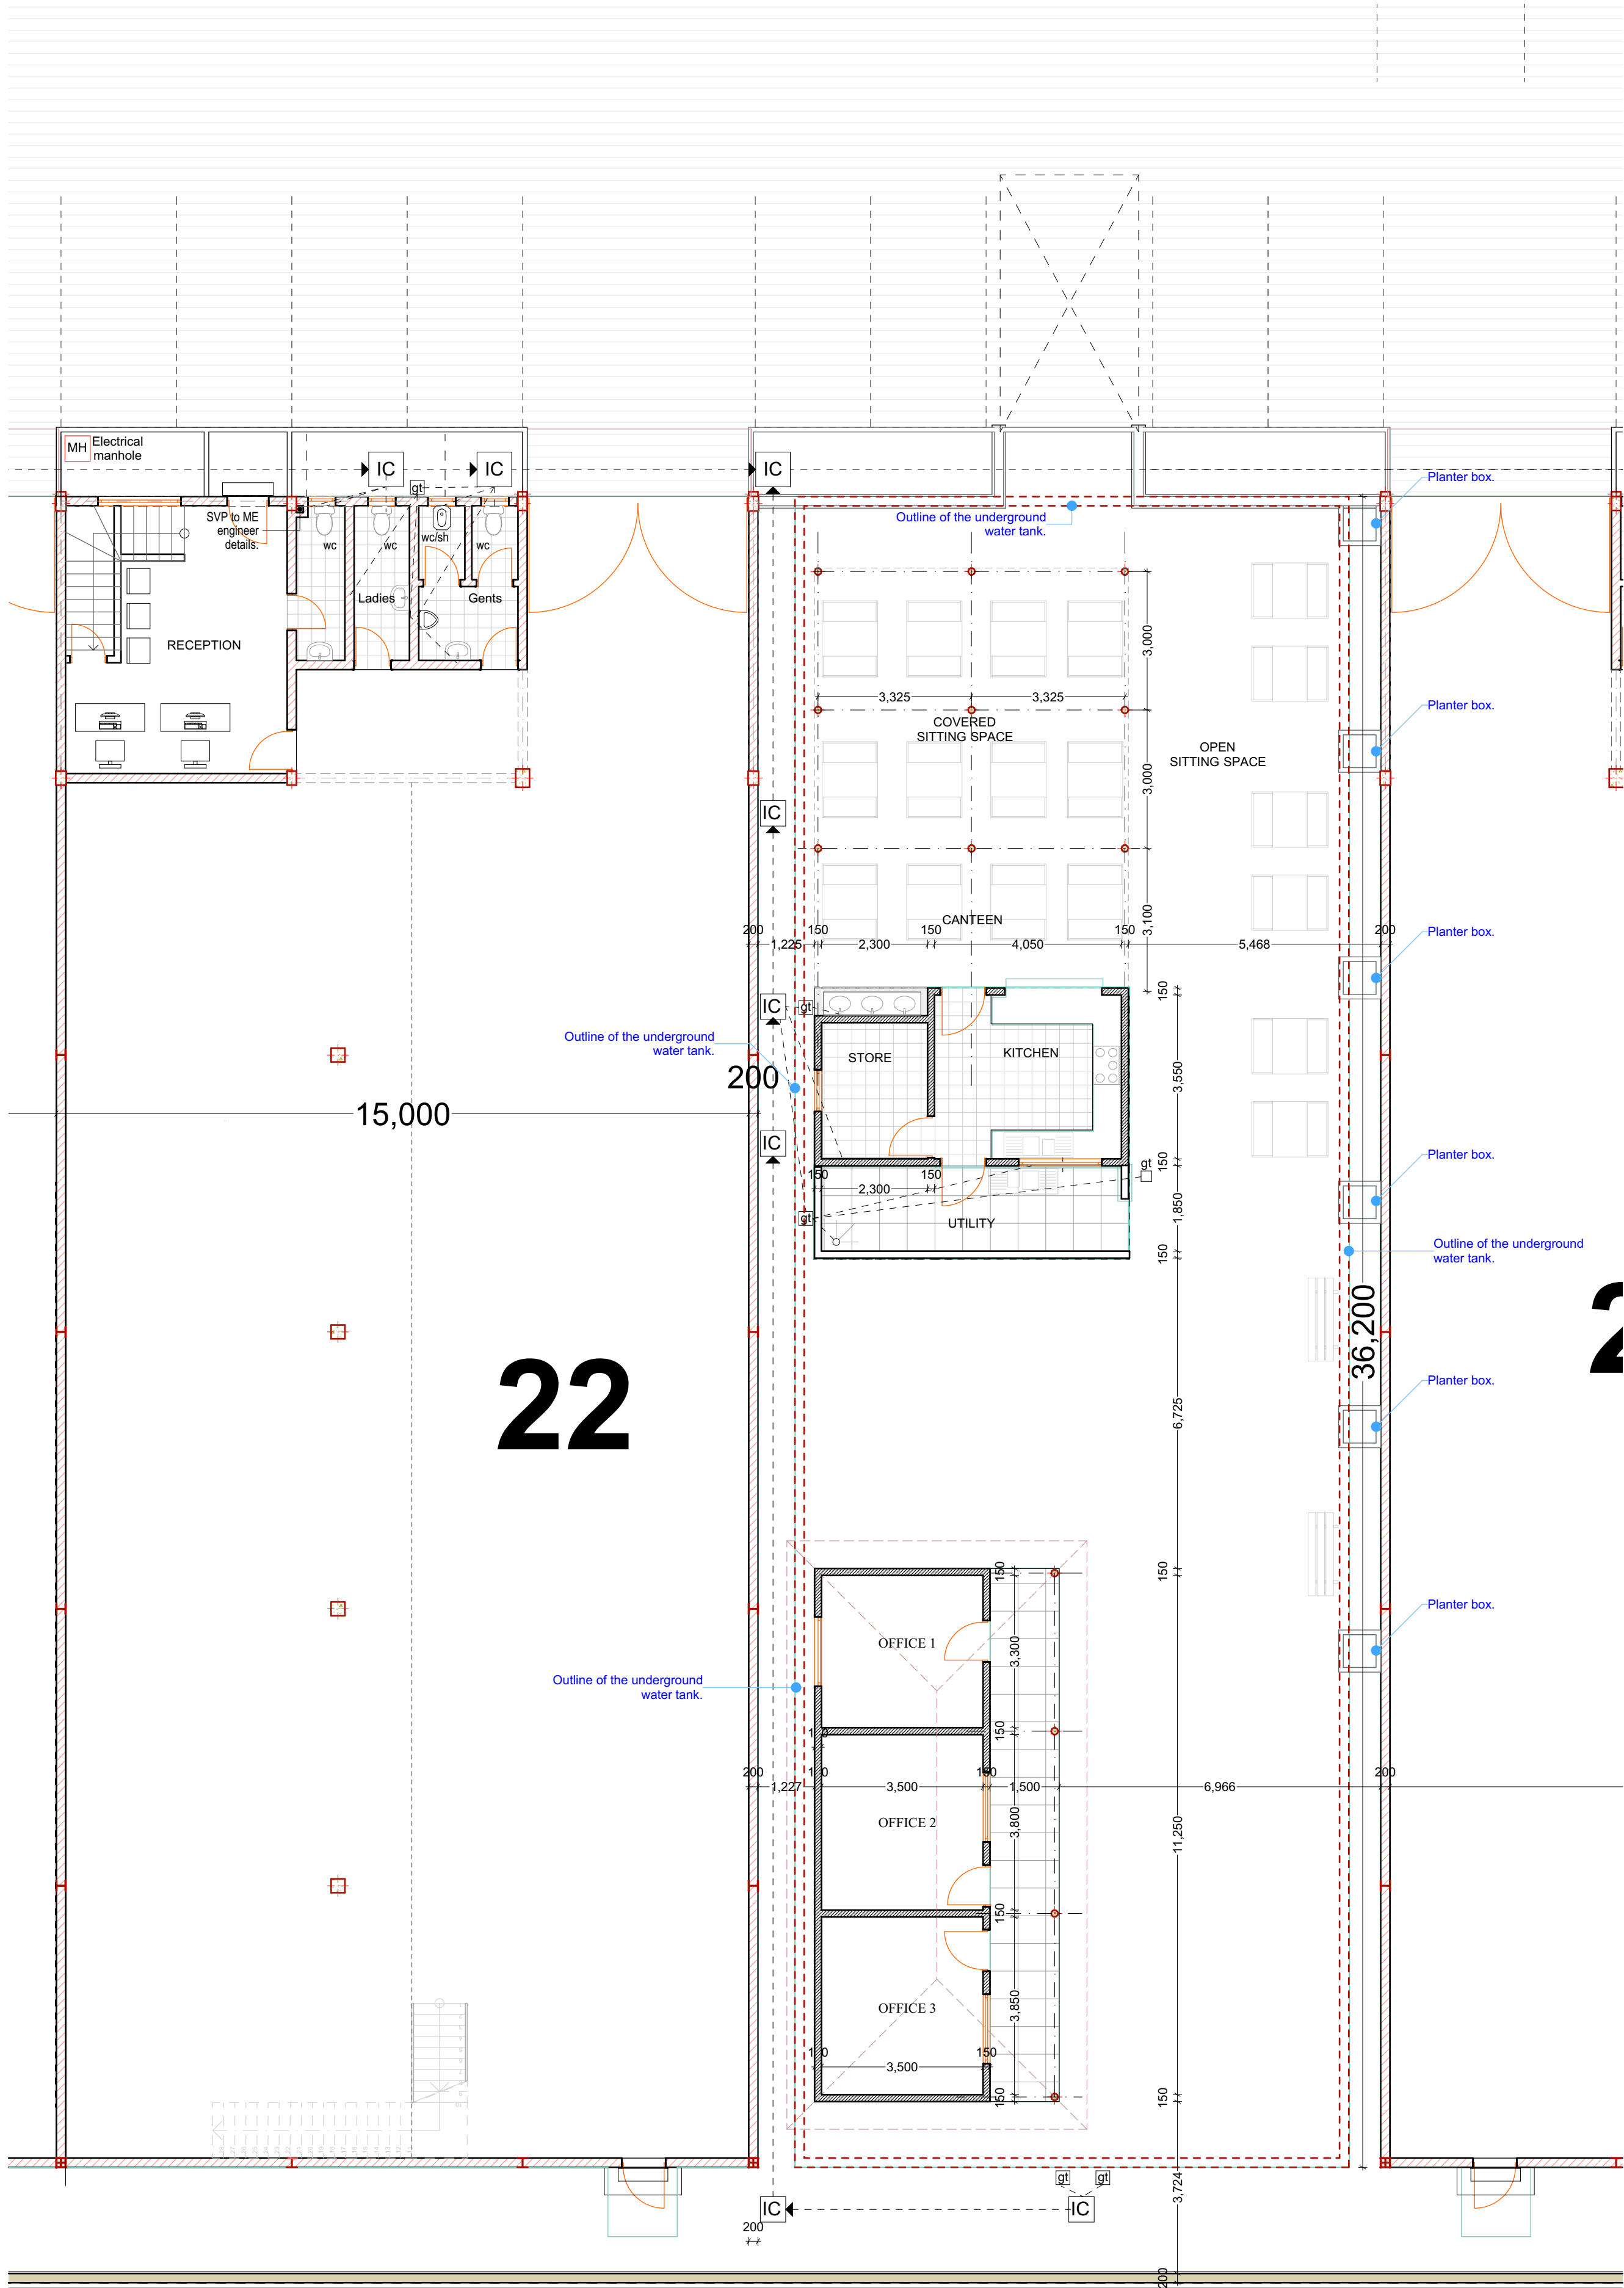 MH
Electrical
manhole
IC
IC
IC
gt
Planter box.
SVP to ME
engineer
details.
wc
wc
wc/sh
wc
Outline of the underground
water tank.
Ladies
Gents
RECEPTION
3,000
3,325
3,325
Planter box.
COVERED
SITTING SPACE
OPEN
SITTING SPACE
3,000
IC
CANTEEN
3,100
200
1,225
150
2,300
150
4,050
150
5,468
200
Planter box.
150
IC
gt
Outline of the underground
water tank.
STORE
KITCHEN
200
3,550
15,000
IC
Planter box.
150
150
150
gt
2,300
1,850
gt
UTILITY
150
Outline of the underground
water tank.
36,200
22
2
Planter box.
6,725
150
150
Planter box.
OFFICE 1
3,300
Outline of the underground
water tank.
150
200
1,227
3,500
1,500
6,966
200
OFFICE 2
3,800
11,250
150
OFFICE 3
3,850
150
3,500
150
150
gt
gt
3,724
IC
IC
200
200